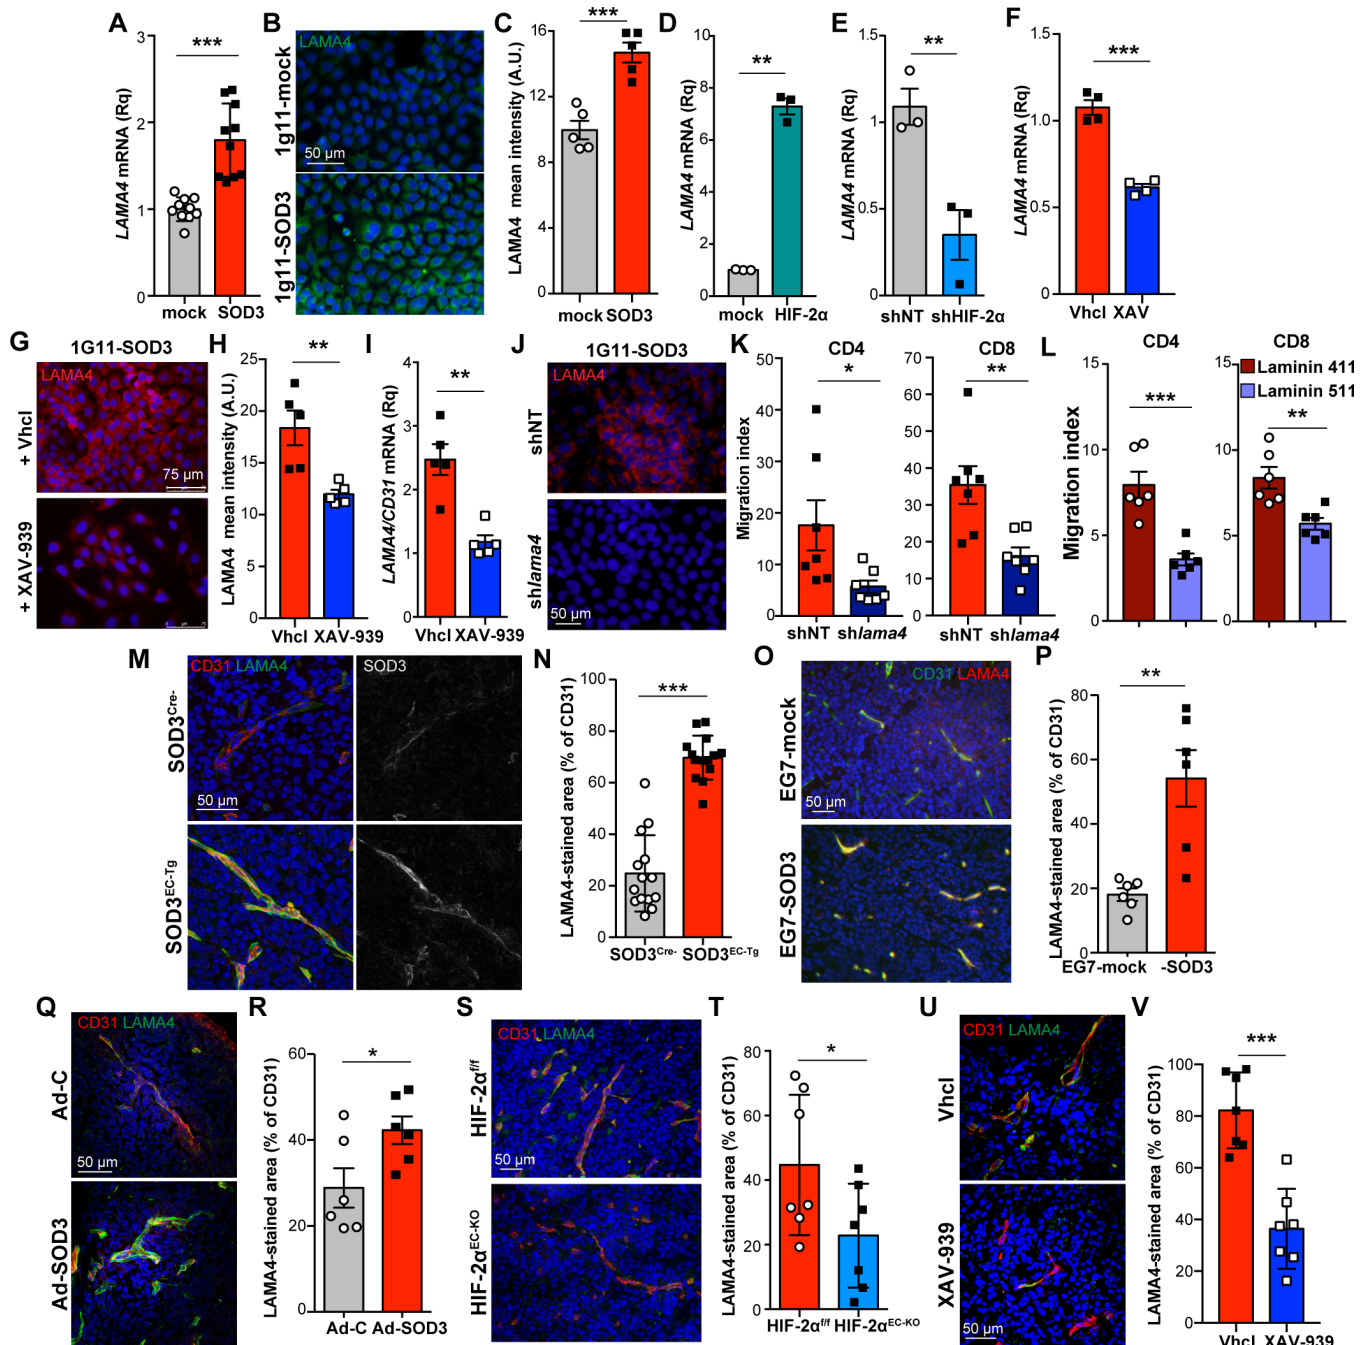 A
LAMA4 mRNA (Rq)
3
2
1
0
***
mock SOD3
B
LAMA4
1g11-mock
50 µm
1g11-SOD3
C
LAMA4 mean intensity (A.U.)
16
12
8
4
0
***
mock SOD3
D
LAMA4 mRNA (Rq)
10
8
6
4
2
0
**
mock HIF-2α
E
LAMA4 mRNA (Rq)
1.5
1.0
0.5
0
**
shNT shHIF-2α
F
LAMA4 mRNA (Rq)
1.5
1.0
0.5
0.0
***
Vhcl XAV
G
1G11-SOD3
LAMA4
+ Vhcl
75 µm
+ XAV-939
H
LAMA4 mean intensity (A.U.)
25
20
15
10
5
0
**
Vhcl XAV-939
I
LAMA4/CD31 mRNA (Rq)
4
3
2
1
0
**
Vhcl XAV-939
J
1G11-SOD3
LAMA4
shNT
shlama4
50 µm
K
Migration index
CD4
50
40
30
20
10
0
*
shNT shlama4
CD8
70
60
50
40
30
20
10
0
**
shNT shlama4
L
Migration index
CD4
15
10
5
0
***
CD8
15
10
5
0
**
Laminin 411
Laminin 511
M
CD31 LAMA4
SOD3
SOD3Cre-
50 µm
SOD3EC-Tg
N
LAMA4-stained area (% of CD31)
100
80
60
40
20
0
***
SOD3Cre- SOD3EC-Tg
O
CD31 LAMA4
EG7-mock
50 µm
EG7-SOD3
P
LAMA4-stained area (% of CD31)
80
60
40
20
0
**
EG7-mock -SOD3
Q
CD31 LAMA4
Ad-C
50 µm
Ad-SOD3
R
LAMA4-stained area (% of CD31)
60
40
20
0
*
Ad-C Ad-SOD3
S
CD31 LAMA4
HIF-2αf/f
50 µm
HIF-2αEC-KO
T
LAMA4-stained area (% of CD31)
80
60
40
20
0
*
HIF-2αf/f HIF-2αEC-KO
U
CD31 LAMA4
Vhcl
XAV-939
50 µm
V
LAMA4-stained area (% of CD31)
100
80
60
40
20
0
***
Vhcl XAV-939